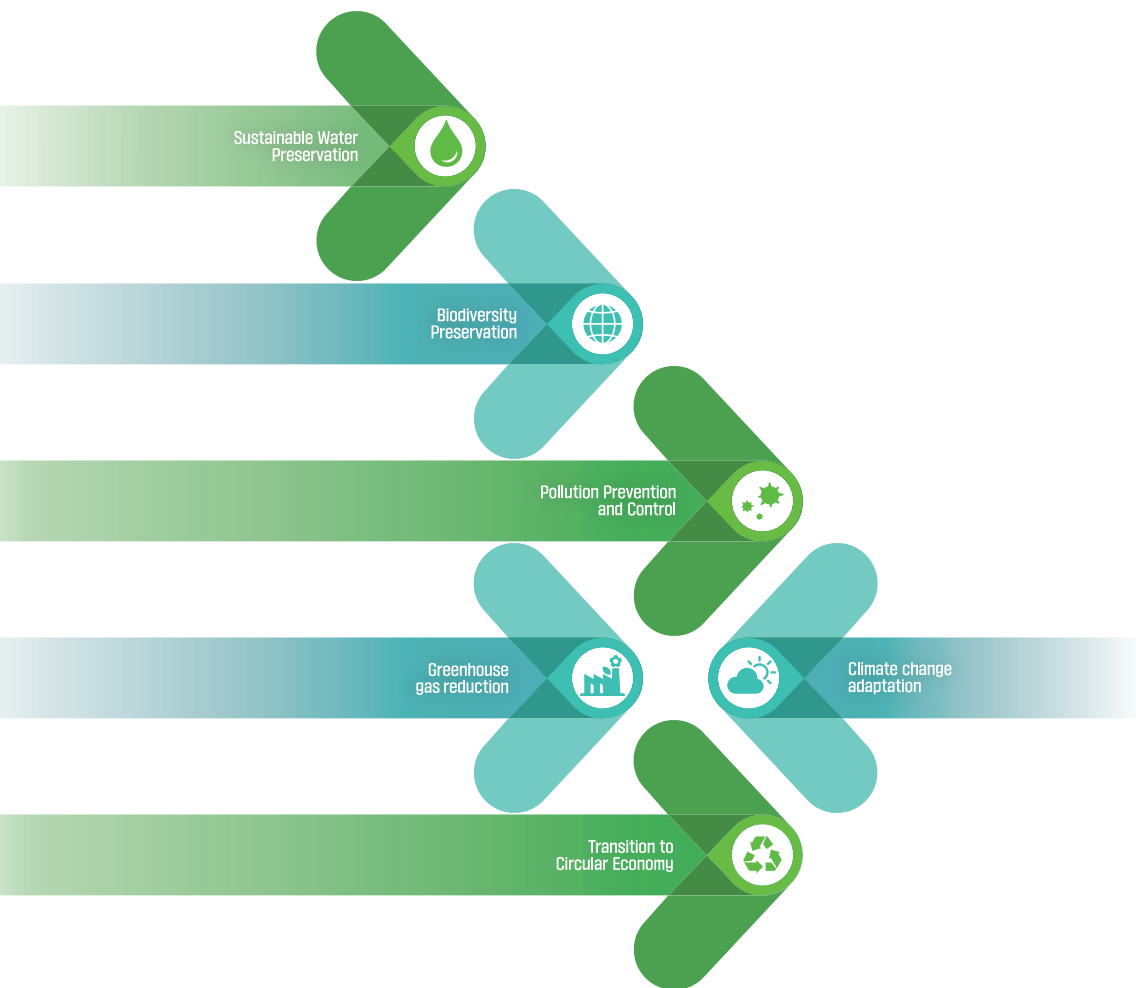 Sustainable Water
Preservation
Biodiversity
Preservation
Pollution Prevention
and Control
Greenhouse
gas reduction
Climate change
adaptation
Transition to
Circular Economy